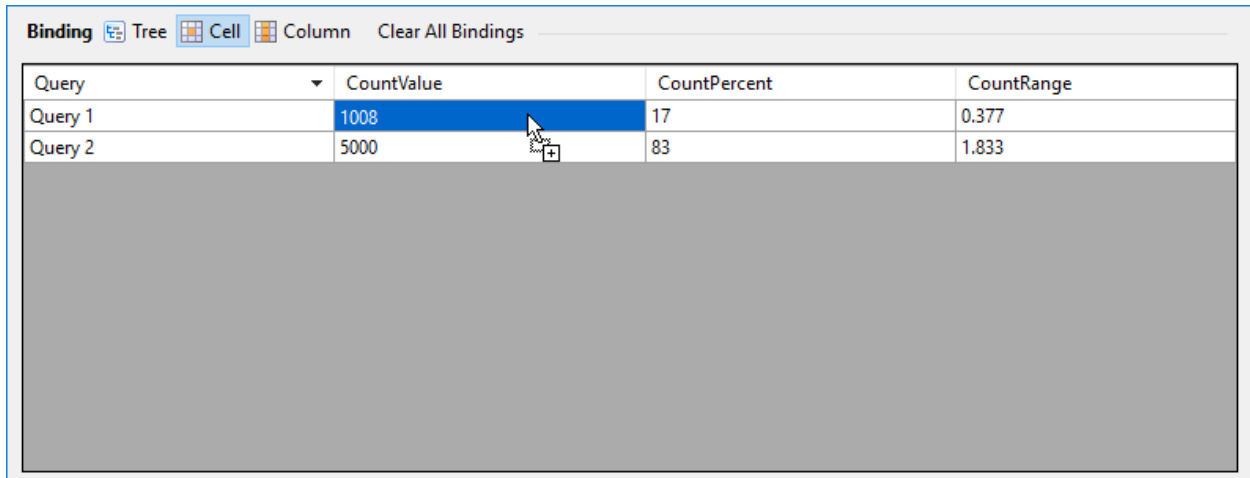 Binding Tree Cell Column Clear All Bindings
Query CountValue CountPercent CountRange
Query 1 1008 17 0.377
Query 2 5000 83 1.833